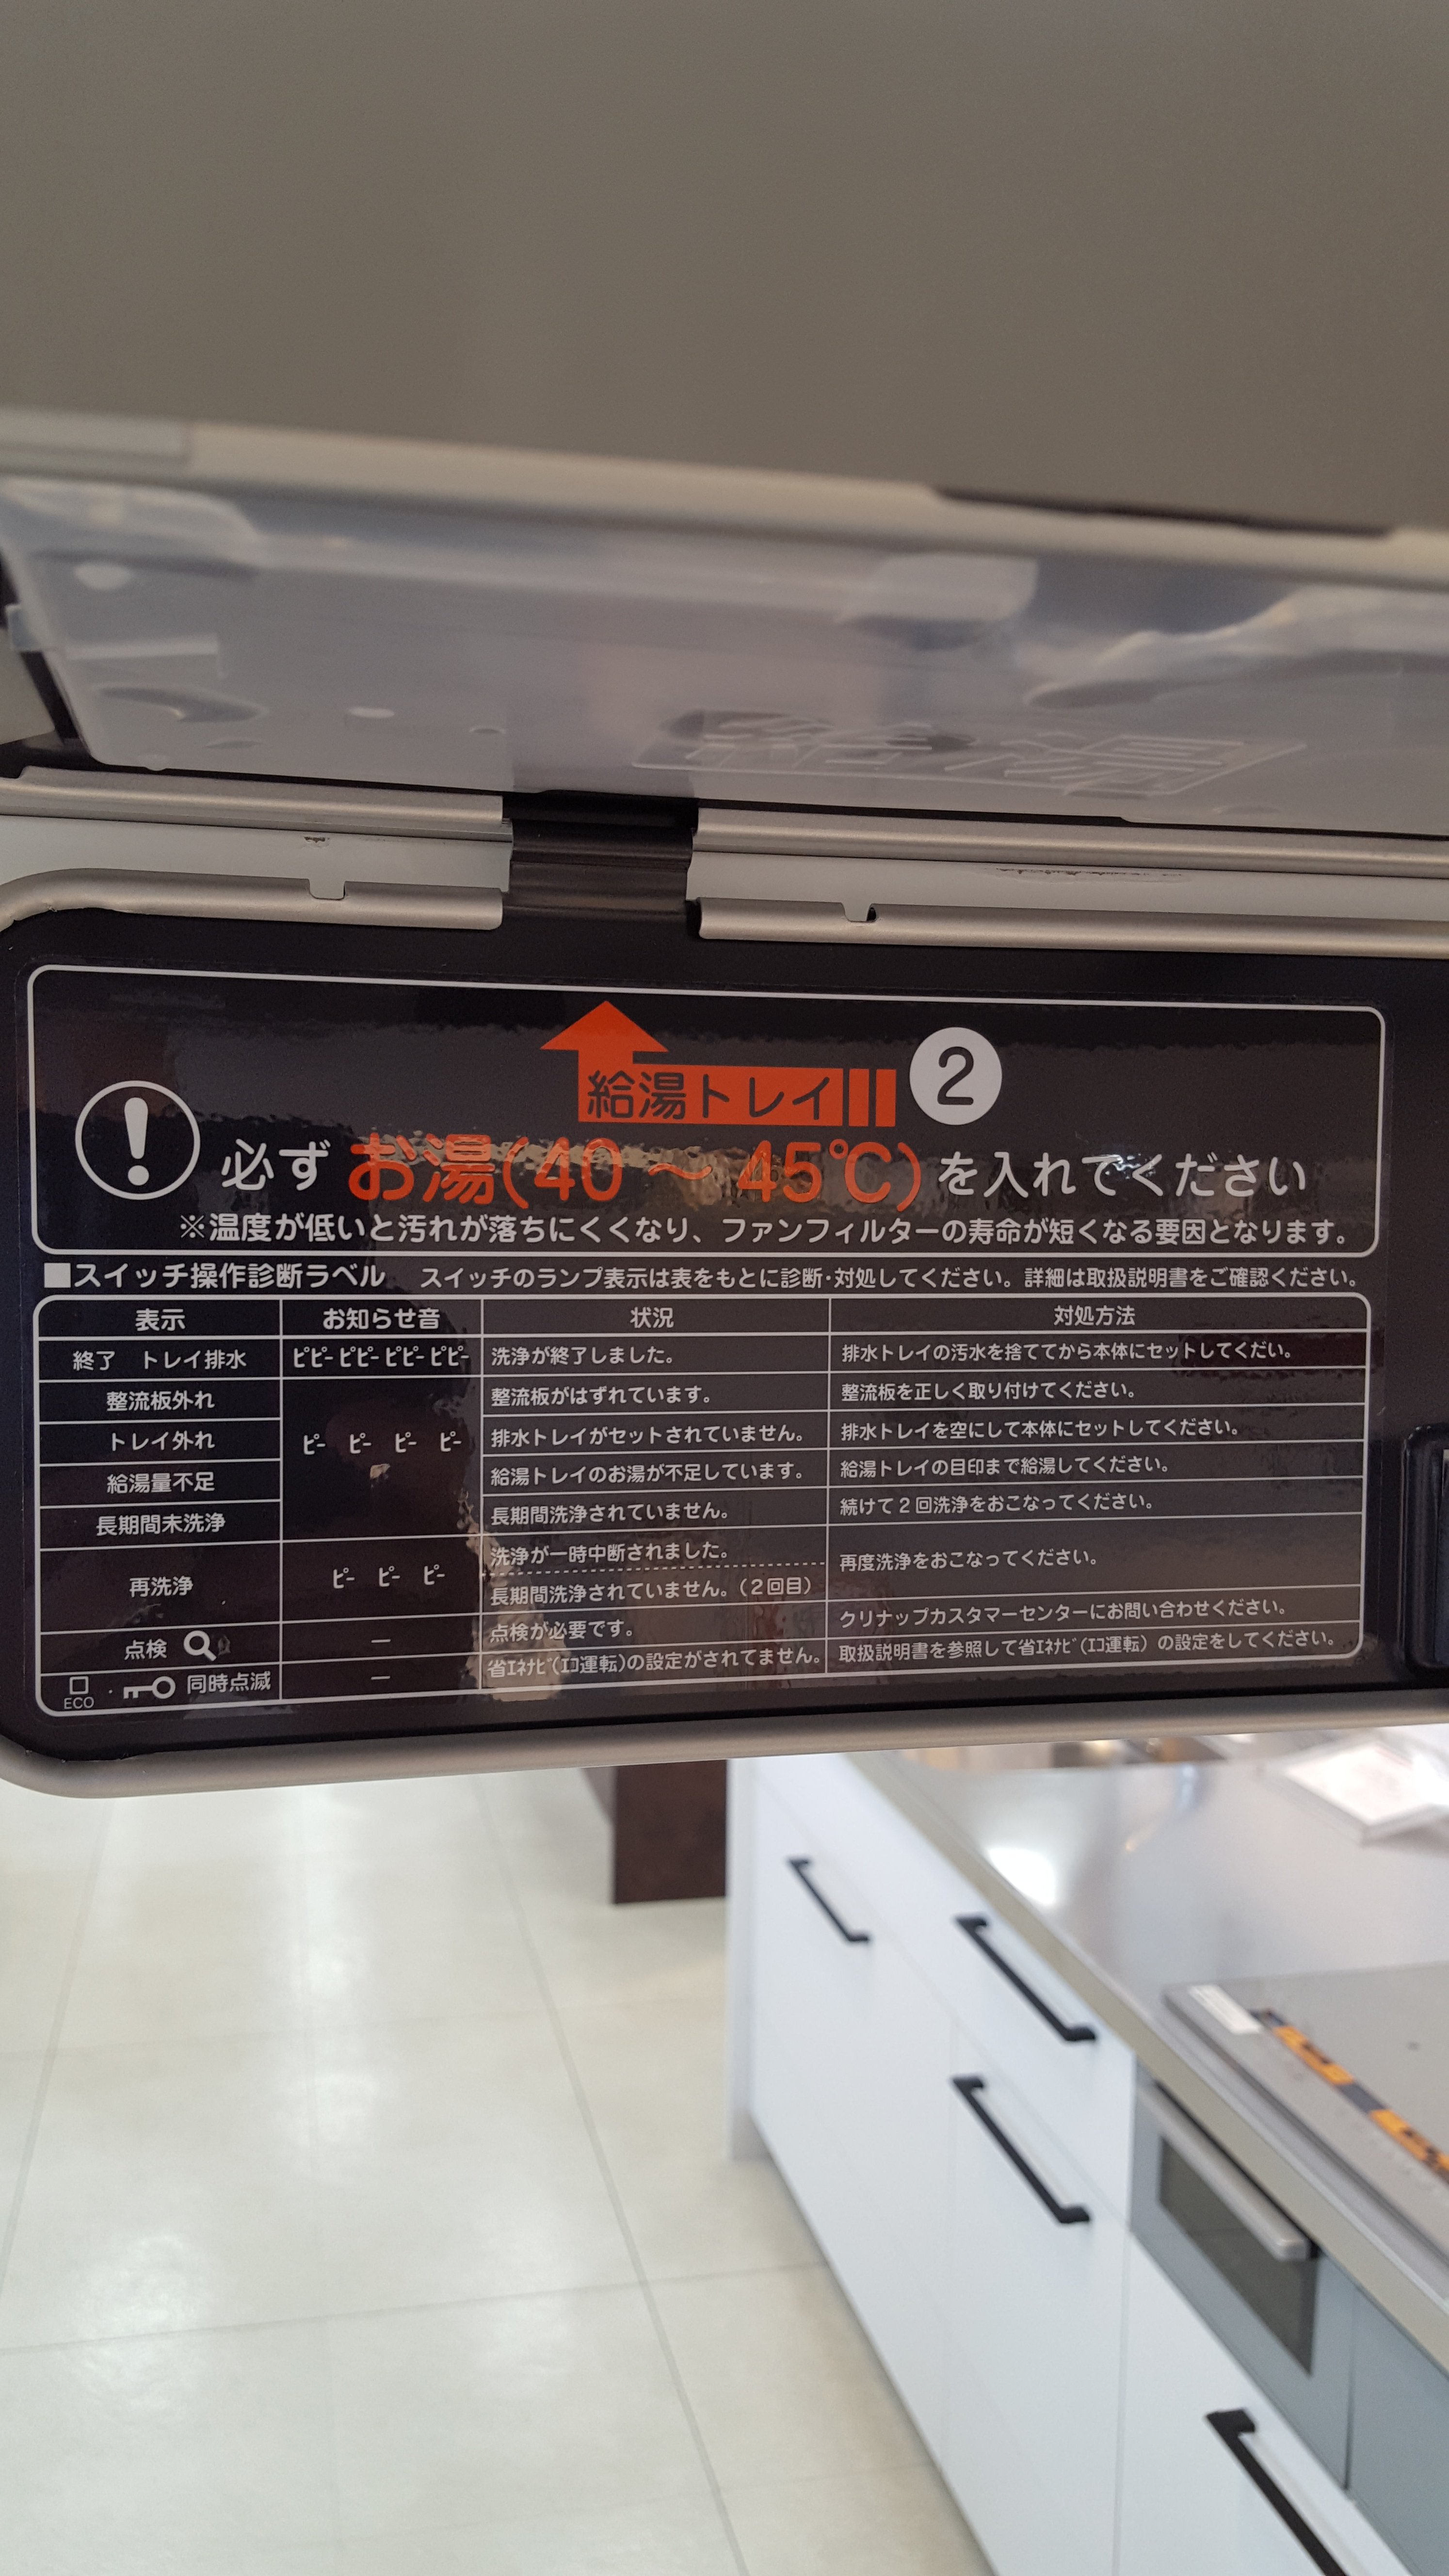 給湯
給湯トレイ
2
必ず お湯(40 〜 45℃) を入れてください
※温度が低いと汚れが落ちにくくなり、ファンフィルターの寿命が短くなる要因となります。
■スイッチ操作診断ラベル スイッチのランプ表示は表をもとに診断・対処してください。詳細は取扱説明書をご確認ください。
表示 お知らせ音 状況 対処方法
終了 トレイ排水 ピピーピピーピピーピピー 洗浄が終了しました。 排水トレイの汚水を捨ててから本体にセットしてくだい。
整流板外れ 整流板がはずれています。 整流板を正しく取り付けてください。
トレイ外れ ピー ピー ピー ピー 排水トレイがセットされていません。 排水トレイを空にして本体にセットしてください。
給湯量不足 給湯トレイのお湯が不足しています。 給湯トレイの目印まで給湯してください。
長期間未洗浄 長期間洗浄されていません。 続けて2回洗浄をおこなってください。
再洗浄 ピー ピー ピー 洗浄が一時中断されました。 再度洗浄をおこなってください。
長期間洗浄されていません。(2回目)
点検 ー 点検が必要です。 クリナップカスタマーセンターにお問い合わせください。
ECO 同時点滅 ー 省エネナビ(エコ運転)の設定がされてません。 取扱説明書を参照して省エネナビ(エコ運転)の設定をしてください。